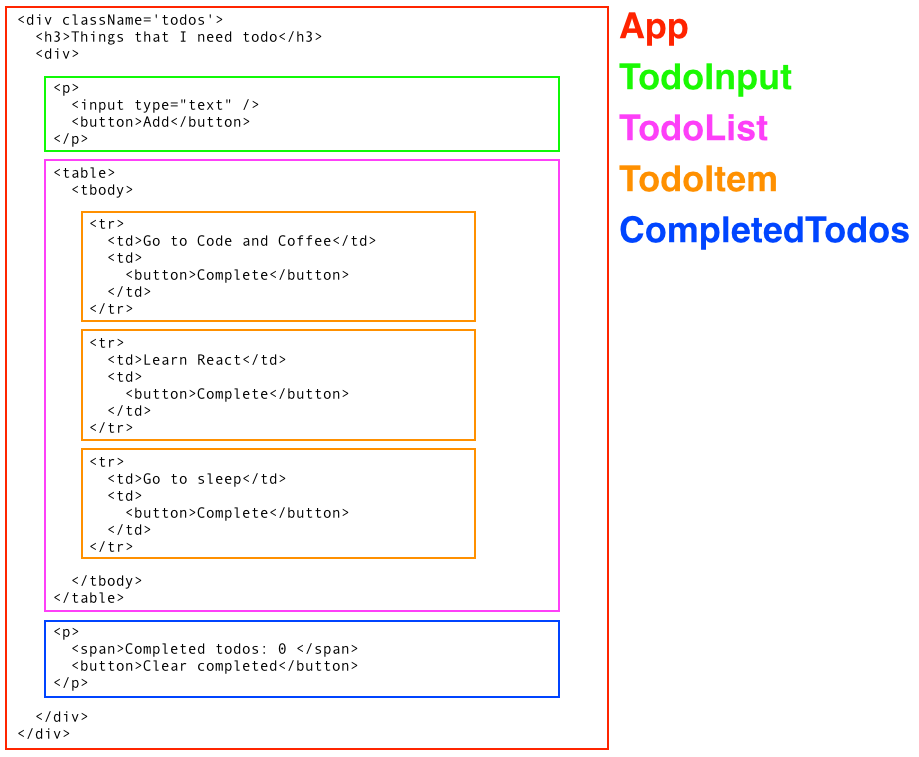 <div className='todos'>
  <h3>Things that I need todo</h3>
  <div>
    <p>
      <input type="text" />
      <button>Add</button>
    </p>
    <table>
      <tbody>
        <tr>
          <td>Go to Code and Coffee</td>
          <td>
            <button>Complete</button>
          </td>
        </tr>
        <tr>
          <td>Learn React</td>
          <td>
            <button>Complete</button>
          </td>
        </tr>
        <tr>
          <td>Go to sleep</td>
          <td>
            <button>Complete</button>
          </td>
        </tr>
      </tbody>
    </table>
    <p>
      <span>Completed todos: 0 </span>
      <button>Clear completed</button>
    </p>
  </div>
</div>
App
TodoInput
TodoList
TodoItem
CompletedTodos